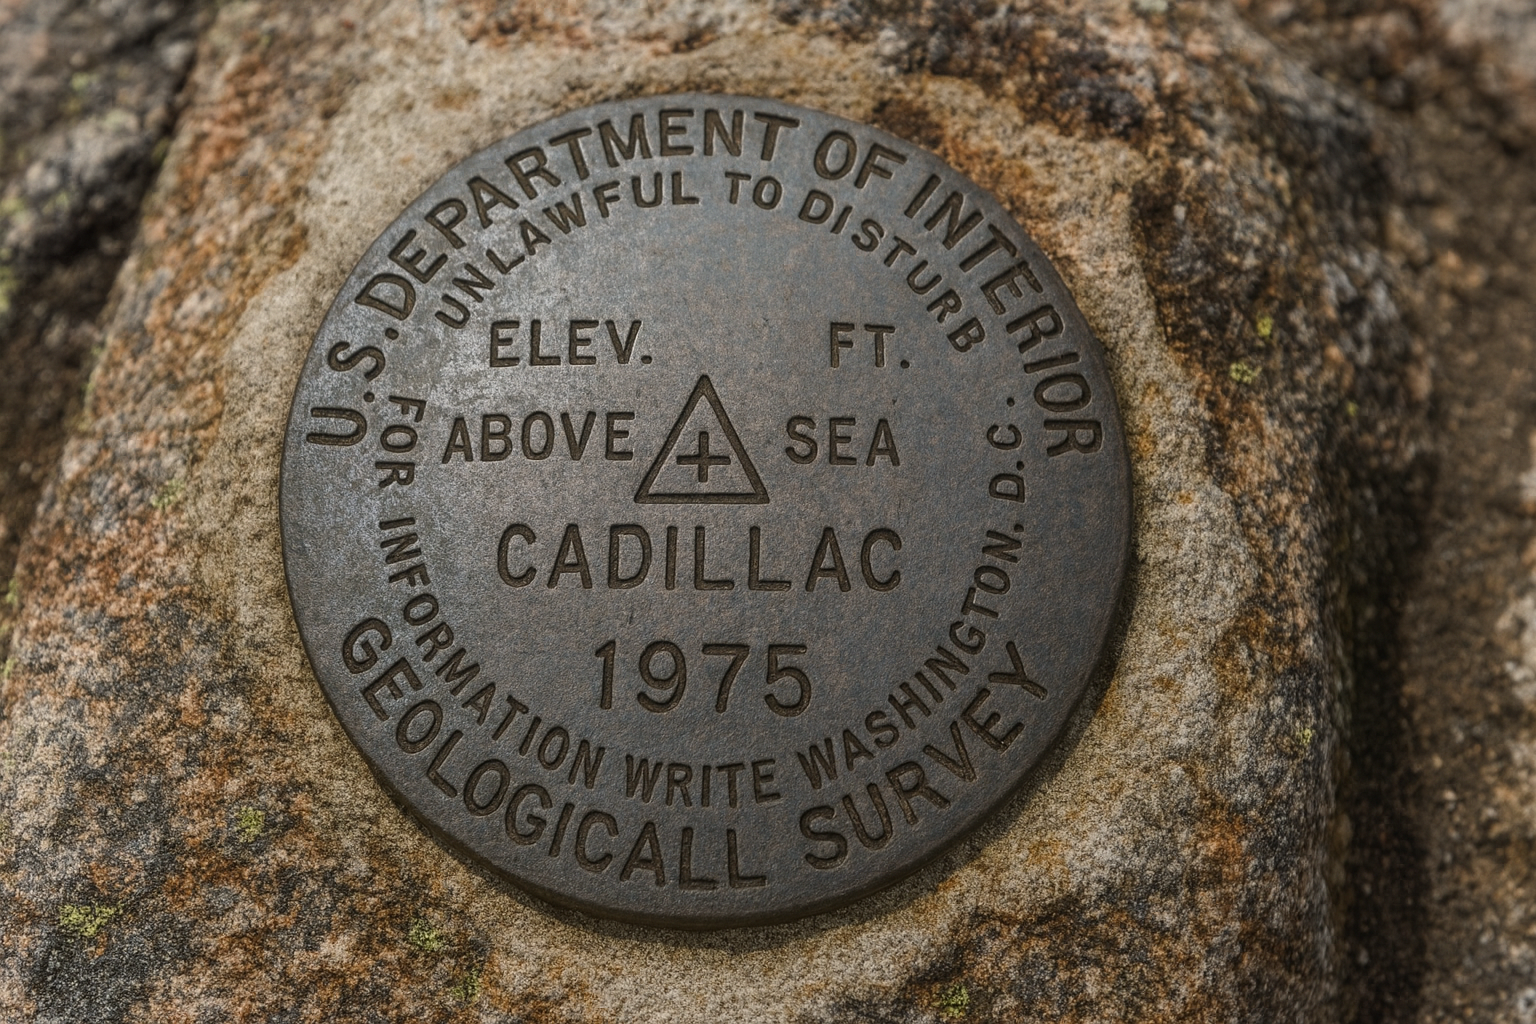 U.S. DEPARTMENT OF INTERIOR
UNLAWFUL TO DISTURB
ELEV. FT.
ABOVE SEA
CADILLAC
1975
FOR INFORMATION WRITE WASHINGTON, D.C.
GEOLOGICALL SURVEY